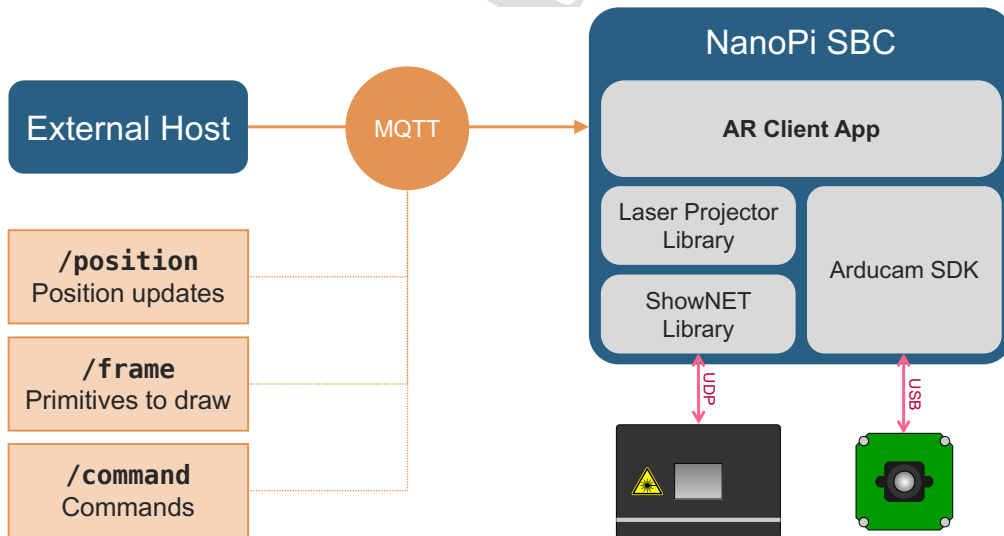 NanoPi SBC
External Host
MQTT
AR Client App
Laser Projector
Library
Arducam SDK
ShowNET
Library
/position
Position updates
/frame
Primitives to draw
/command
Commands
UDP
USB